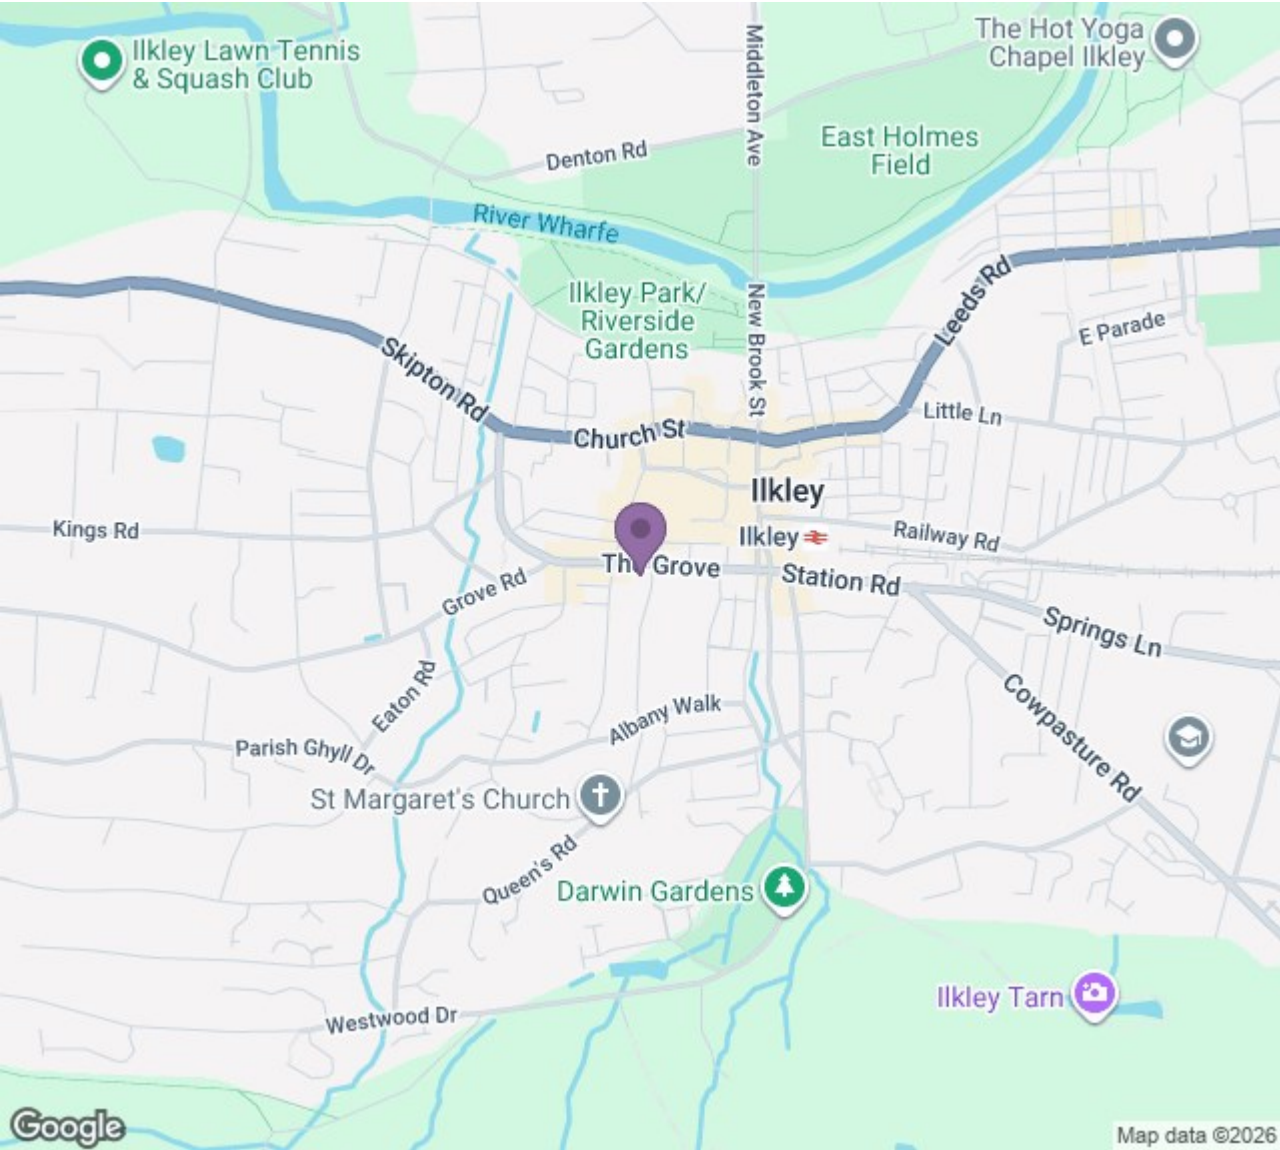 Ilkley Lawn Tennis
& Squash Club
Middleton Ave
The Hot Yoga
Chapel Ilkley
East Holmes
Field
Denton Rd
River Wharfe
Ilkley Park/
Riverside
Gardens
New Brook St
Leeds Rd
E Parade
Skipton Rd
Church St
Little Ln
Ilkley
Kings Rd
Ilkley
Railway Rd
The Grove
Station Rd
Grove Rd
Springs Ln
Eaton Rd
Albany Walk
Cowpasture Rd
Parish Ghyll Dr
St Margaret's Church
Queen's Rd
Darwin Gardens
Ilkley Tarn
Westwood Dr
Google
Map data ©2026